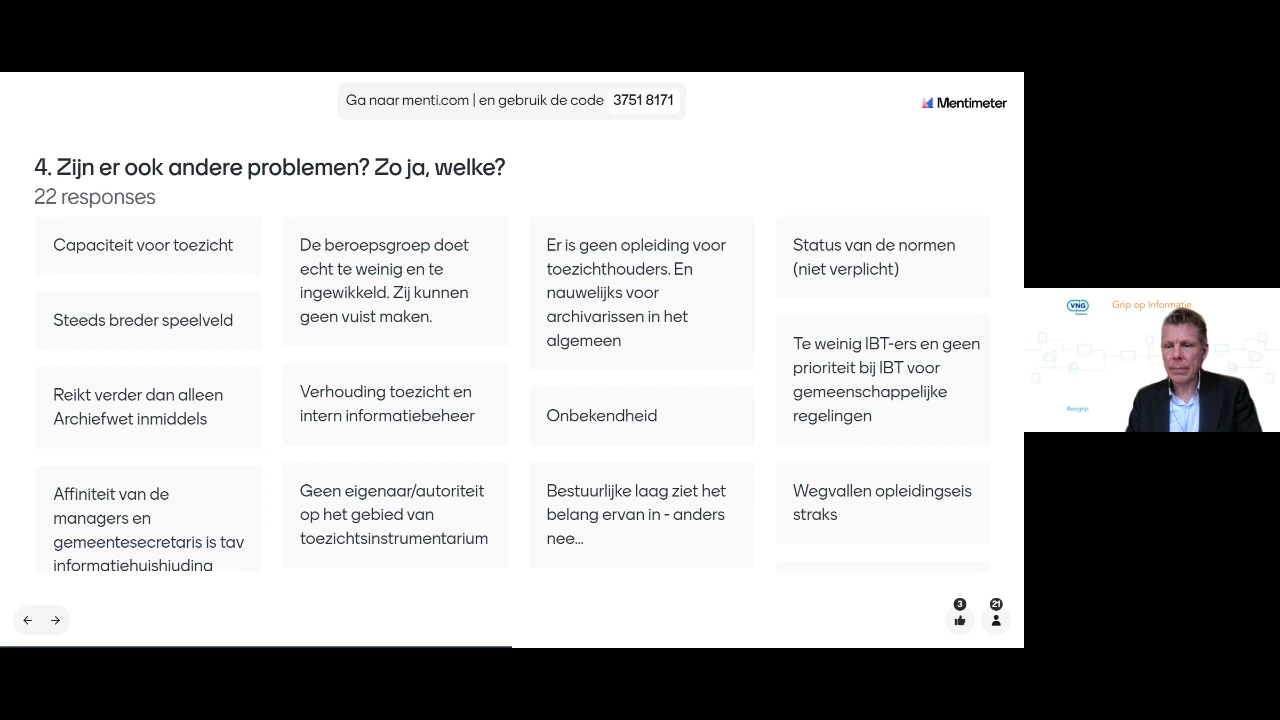 Ga naar menti.com | en gebruik de code 3751 8171
Mentimeter
4. Zijn er ook andere problemen? Zo ja, welke?
22 responses
Capaciteit voor toezicht
Steeds breder speelveld
Reikt verder dan alleen
Archiefwet inmiddels
Affiniteit van de
managers en
gemeentesecretaris is tav
informatiehuishiuding
De beroepsgroep doet
echt te weinig en te
ingewikkeld. Zij kunnen
geen vuist maken.
Verhouding toezicht en
intern informatiebeheer
Geen eigenaar/autoriteit
op het gebied van
toezichtsinstrumentarium
Er is geen opleiding voor
toezichthouders. En
nauwelijks voor
archivarissen in het
algemeen
Onbekendheid
Bestuurlijke laag ziet het
belang ervan in - anders
nee...
Status van de normen
(niet verplicht)
Te weinig IBT-ers en geen
prioriteit bij IBT voor
gemeenschappelijke
regelingen
Wegvallen opleidingseis
straks
3
21
VNG
Grip op Informatie